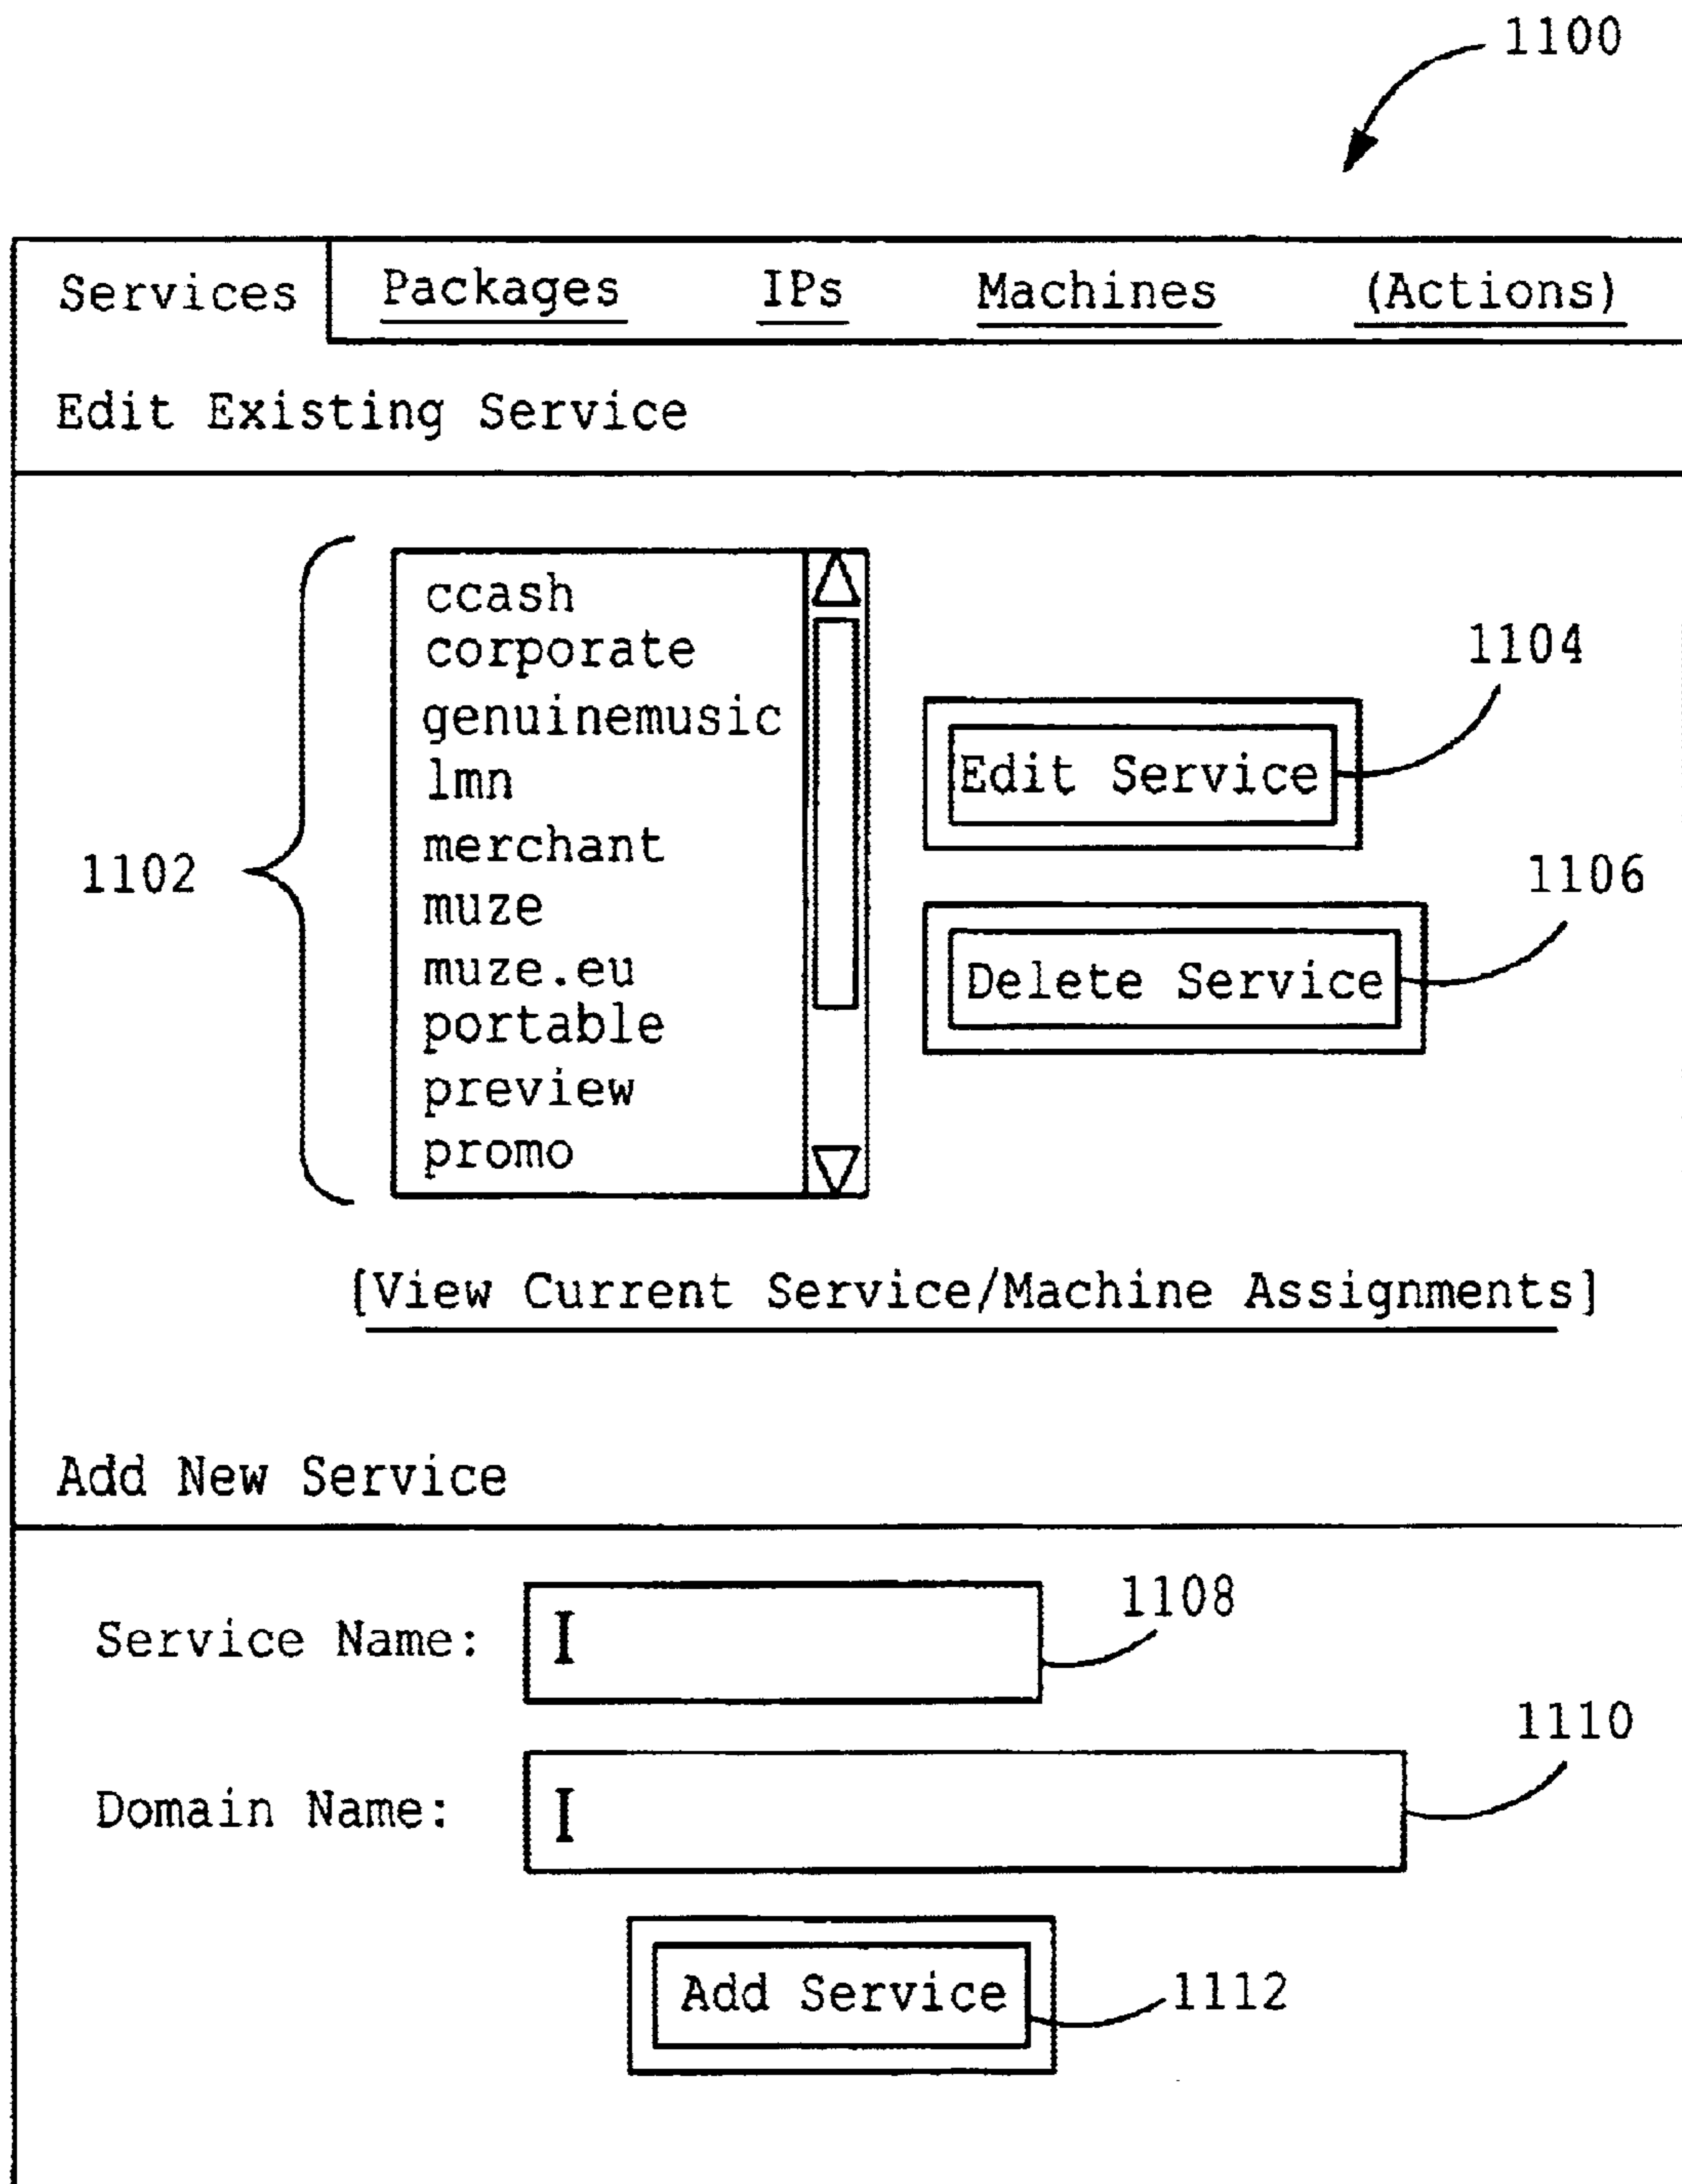 1100
Services Packages IPs Machines (Actions)
Edit Existing Service
ccash
corporate
genuinemusic
lmn
merchant
muze
muze.eu
portable
preview
promo
1102
Edit Service
1104
Delete Service
1106
[View Current Service/Machine Assignments]
Add New Service
Service Name:
1108
Domain Name:
1110
Add Service
1112